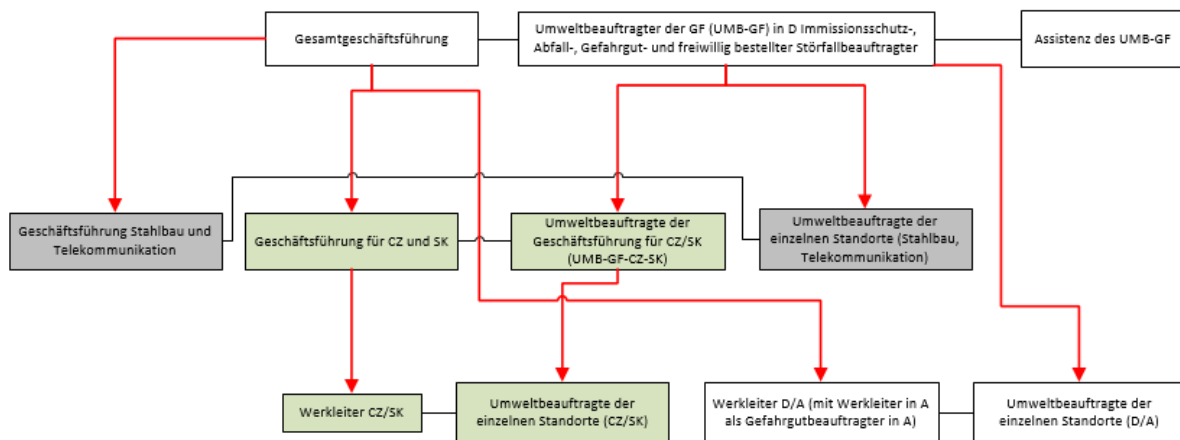 Gesamtgeschäftsführung
Umweltbeauftragter der GF (UMB-GF) in D Immissionsschutz-,
Abfall-, Gefahrgut- und freiwillig bestellter Störfallbeauftragter
Assistenz des UMB-GF
Geschäftsführung Stahlbau und
Telekommunikation
Geschäftsführung für CZ und SK
Umweltbeauftragte der
Geschäftsführung für CZ/SK
(UMB-GF-CZ-SK)
Umweltbeauftragte der
einzelnen Standorte (Stahlbau,
Telekommunikation)
Werkleiter CZ/SK
Umweltbeauftragte der
einzelnen Standorte (CZ/SK)
Werkleiter D/A (mit Werkleiter in A
als Gefahrgutbeauftragter in A)
Umweltbeauftragte der
einzelnen Standorte (D/A)